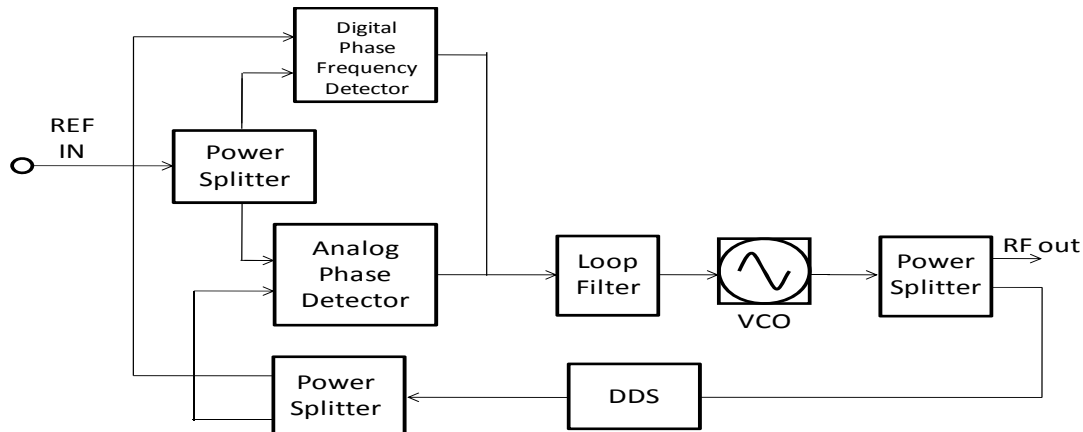 Digital
Phase
Frequency
Detector
REF
IN
Power
Splitter
Analog
Phase
Detector
Loop
Filter
VCO
Power
Splitter
RF out
Power
Splitter
DDS